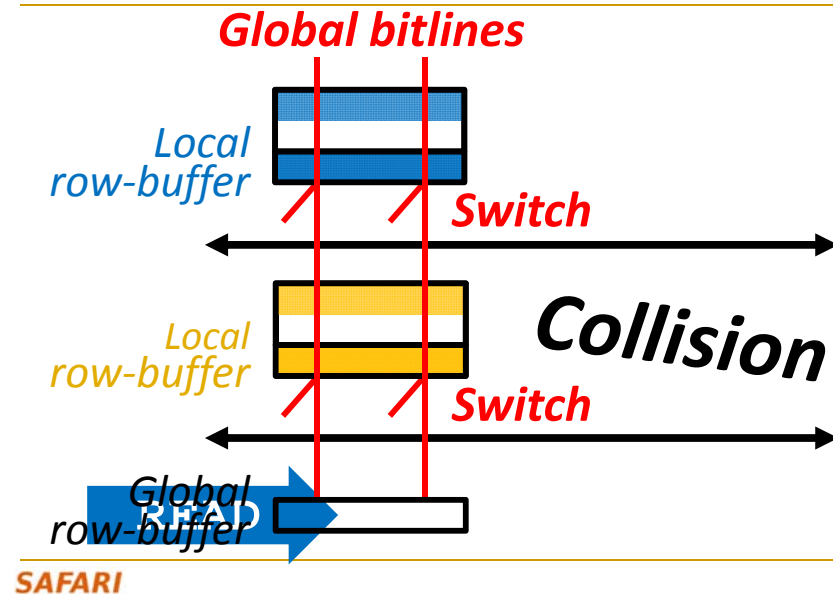 Global bitlines
Local
row-buffer
Switch
Local
row-buffer
Collision
Switch
Global
READ
row-buffer
SAFARI